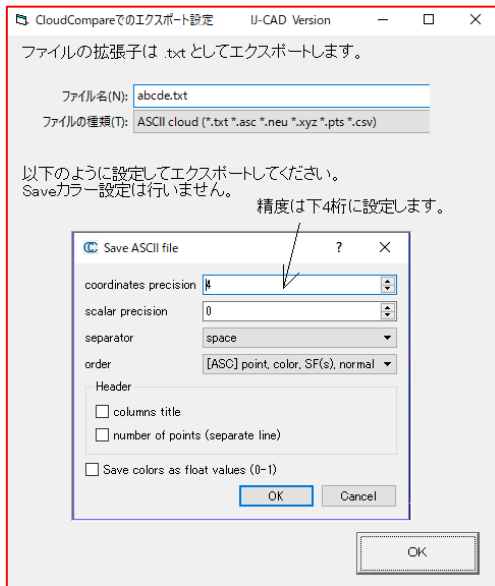 CloudCompareでのエクスポート設定 IJ-CAD Version
ファイルの拡張子は .txt としてエクスポートします。
ファイル名(N): abcde.txt
ファイルの種類(T): ASCII cloud (*.txt *.asc *.neu *.xyz *.pts *.csv)
以下のように設定してエクスポートしてください。
Saveカラー設定は行いません。
精度は下4桁に設定します。
Save ASCII file ?
coordinates precision 4
scalar precision 0
separator space
order [ASC] point, color, SF(s), normal
Header
columns title
number of points (separate line)
Save colors as float values (0-1)
OK Cancel
OK